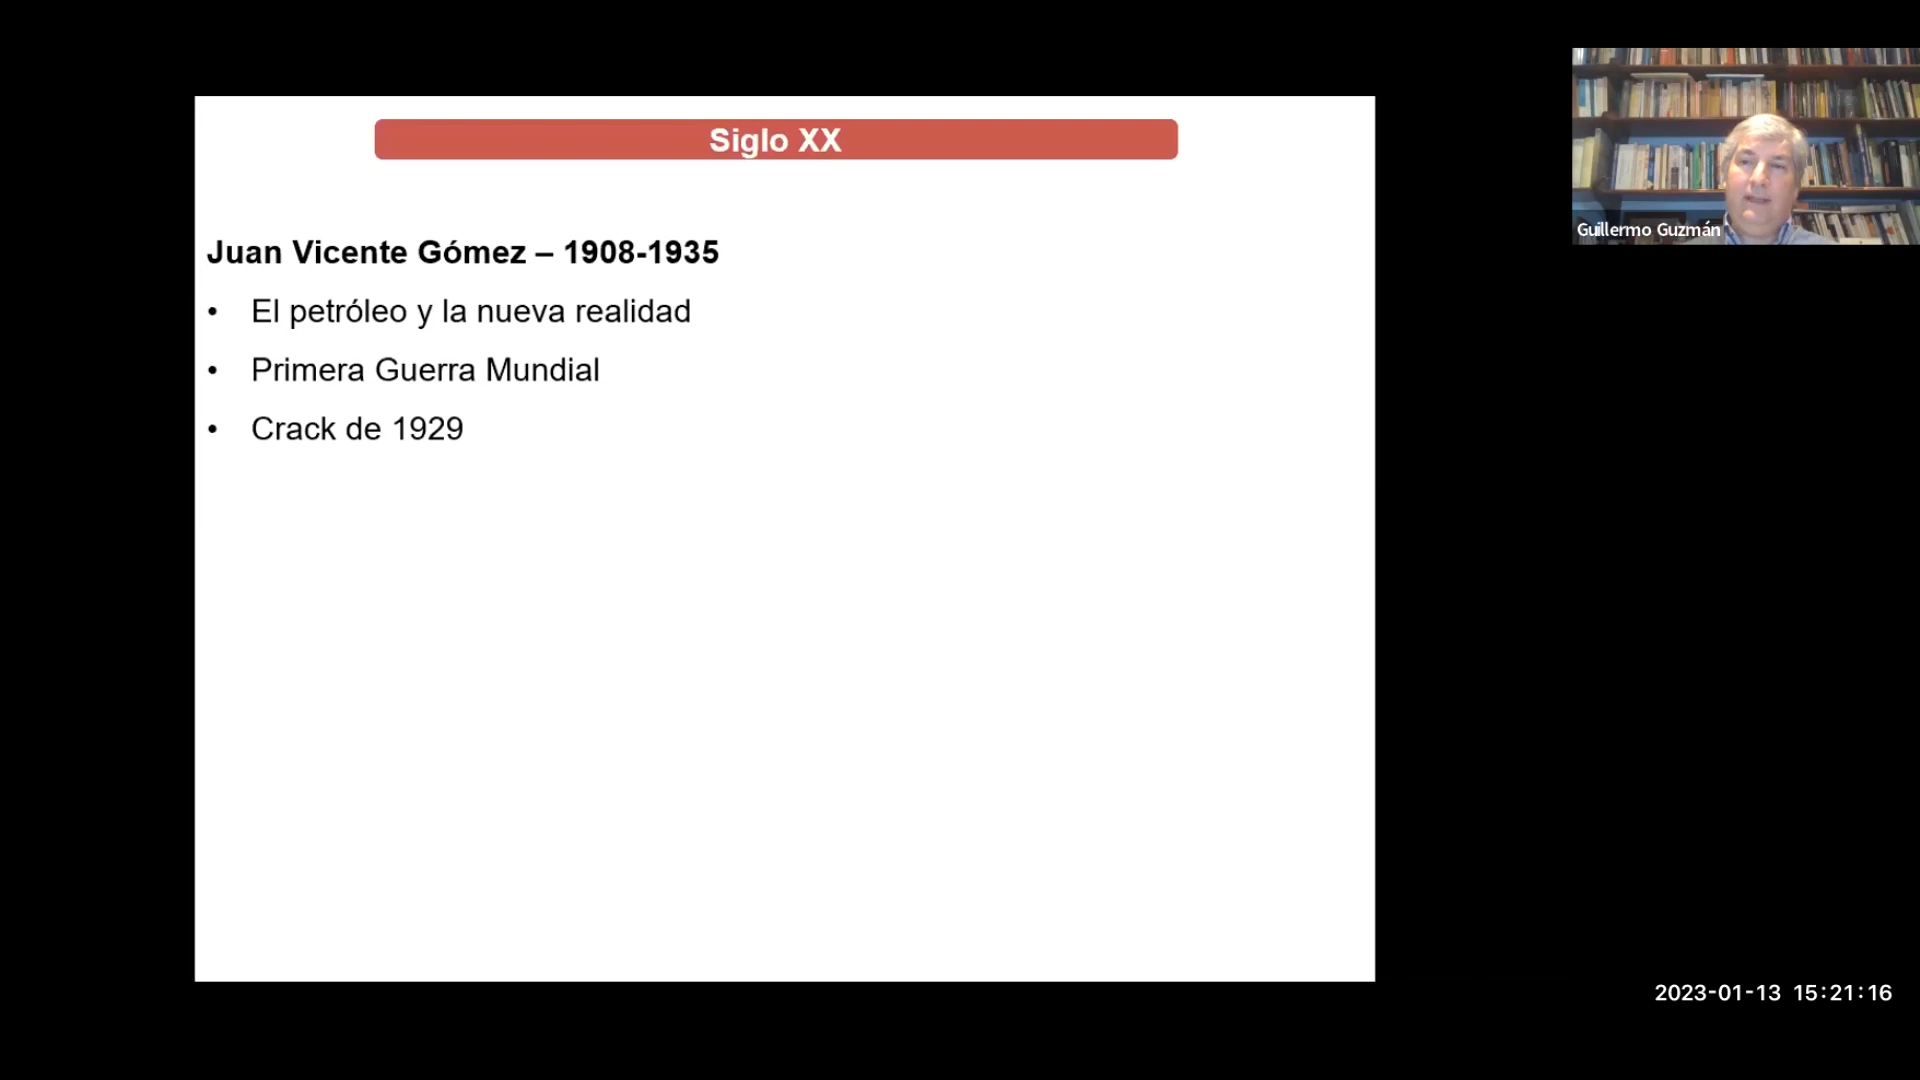 Siglo XX
Juan Vicente Gómez – 1908-1935
• El petróleo y la nueva realidad
• Primera Guerra Mundial
• Crack de 1929
Guillermo Guzmán
2023-01-13 15:21:16